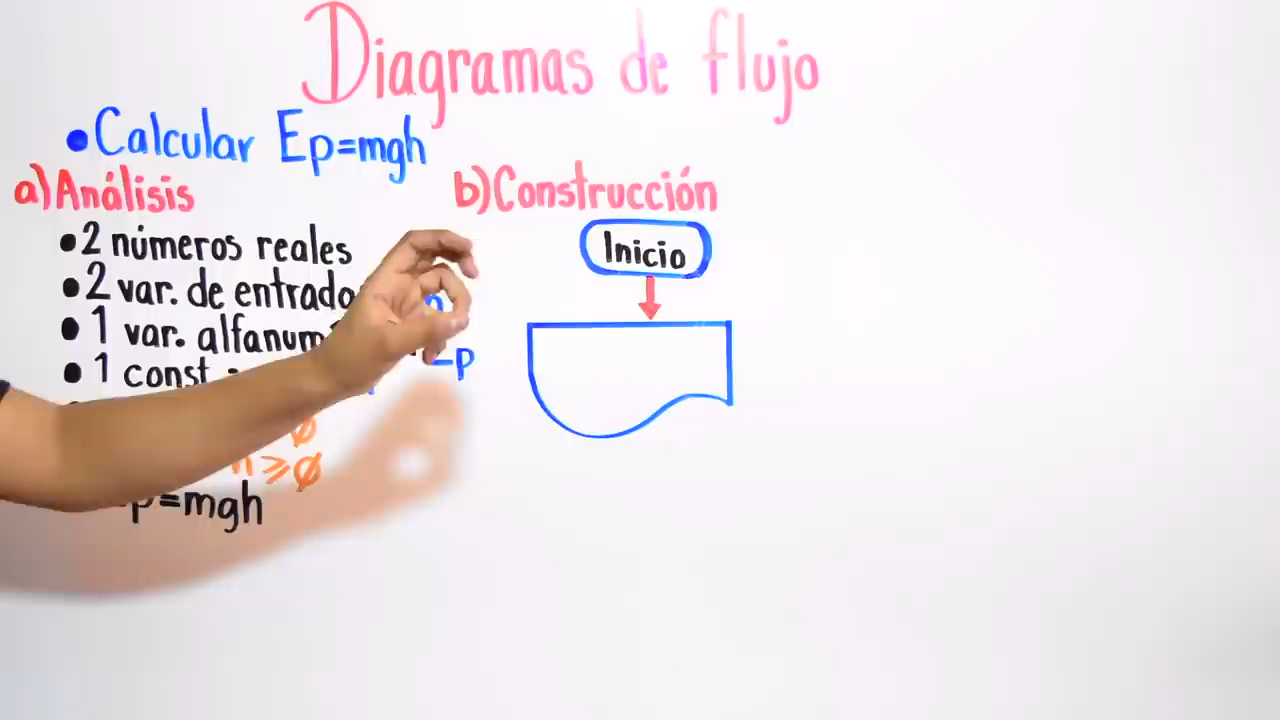 Diagramas de flujo
• Calcular Ep=mgh
a) Análisis
• 2 números reales
• 2 var. de entrada
• 1 var. alfanum
• 1 const.
Ø
h ≥ Ø
p=mgh
b) Construcción
Inicio